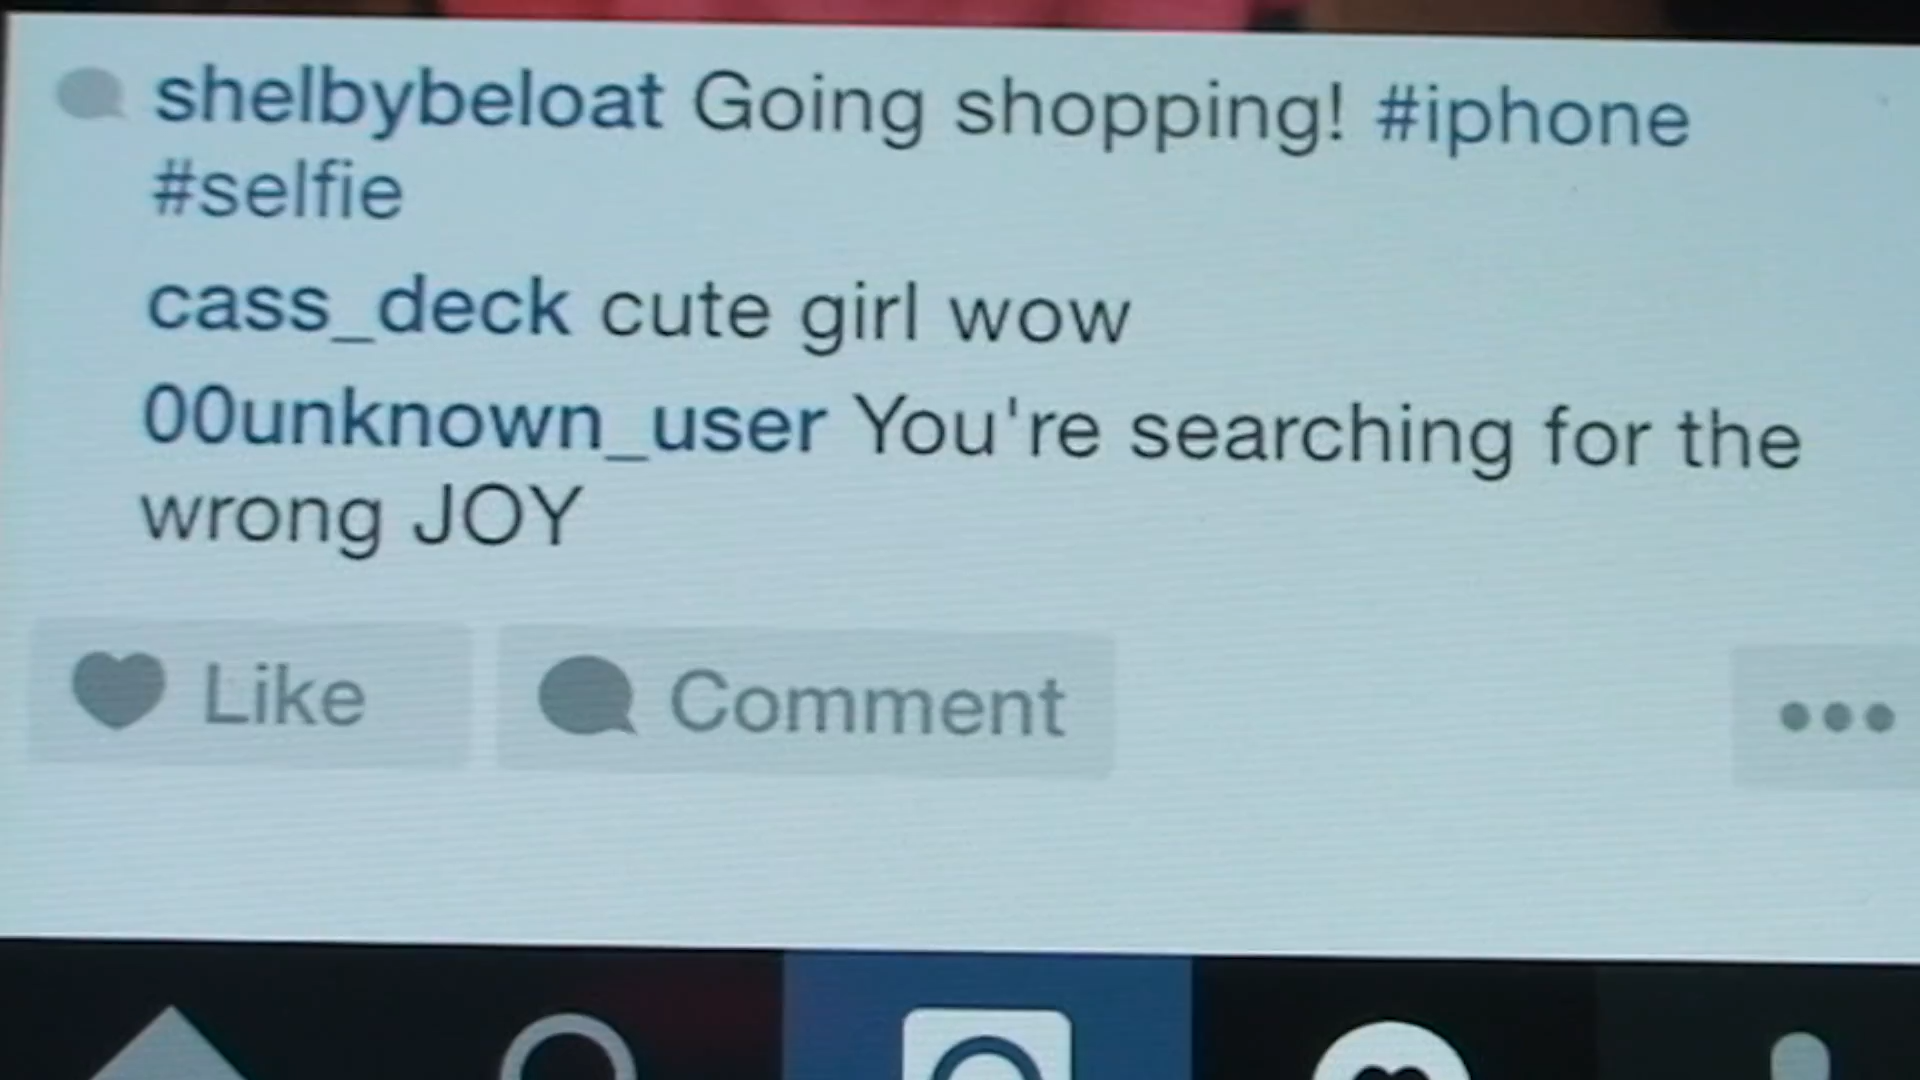 shelbybeloat Going shopping! #iphone
#selfie
cass_deck cute girl wow
00unknown_user You're searching for the
wrong JOY
Like Comment